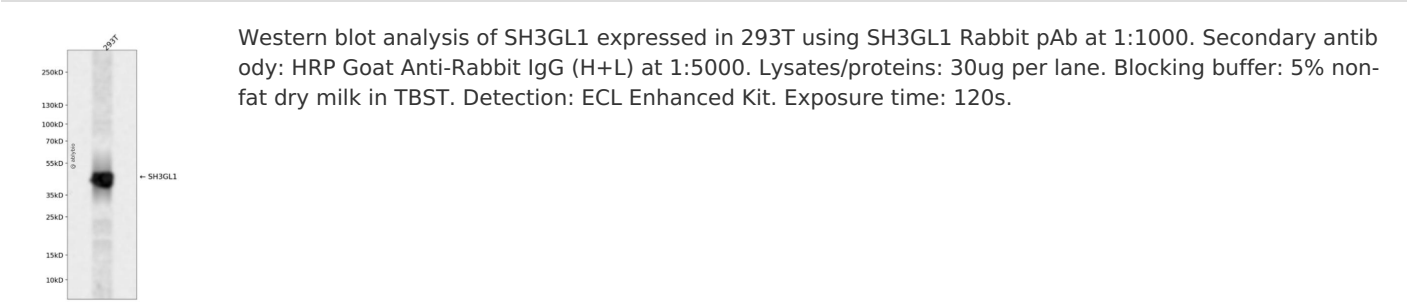 293T
250kD
130kD
100kD
70kD
55kD
35kD
25kD
15kD
10kD
← SH3GL1
Western blot analysis of SH3GL1 expressed in 293T using SH3GL1 Rabbit pAb at 1:1000. Secondary antib
ody: HRP Goat Anti-Rabbit IgG (H+L) at 1:5000. Lysates/proteins: 30ug per lane. Blocking buffer: 5% non-
fat dry milk in TBST. Detection: ECL Enhanced Kit. Exposure time: 120s.